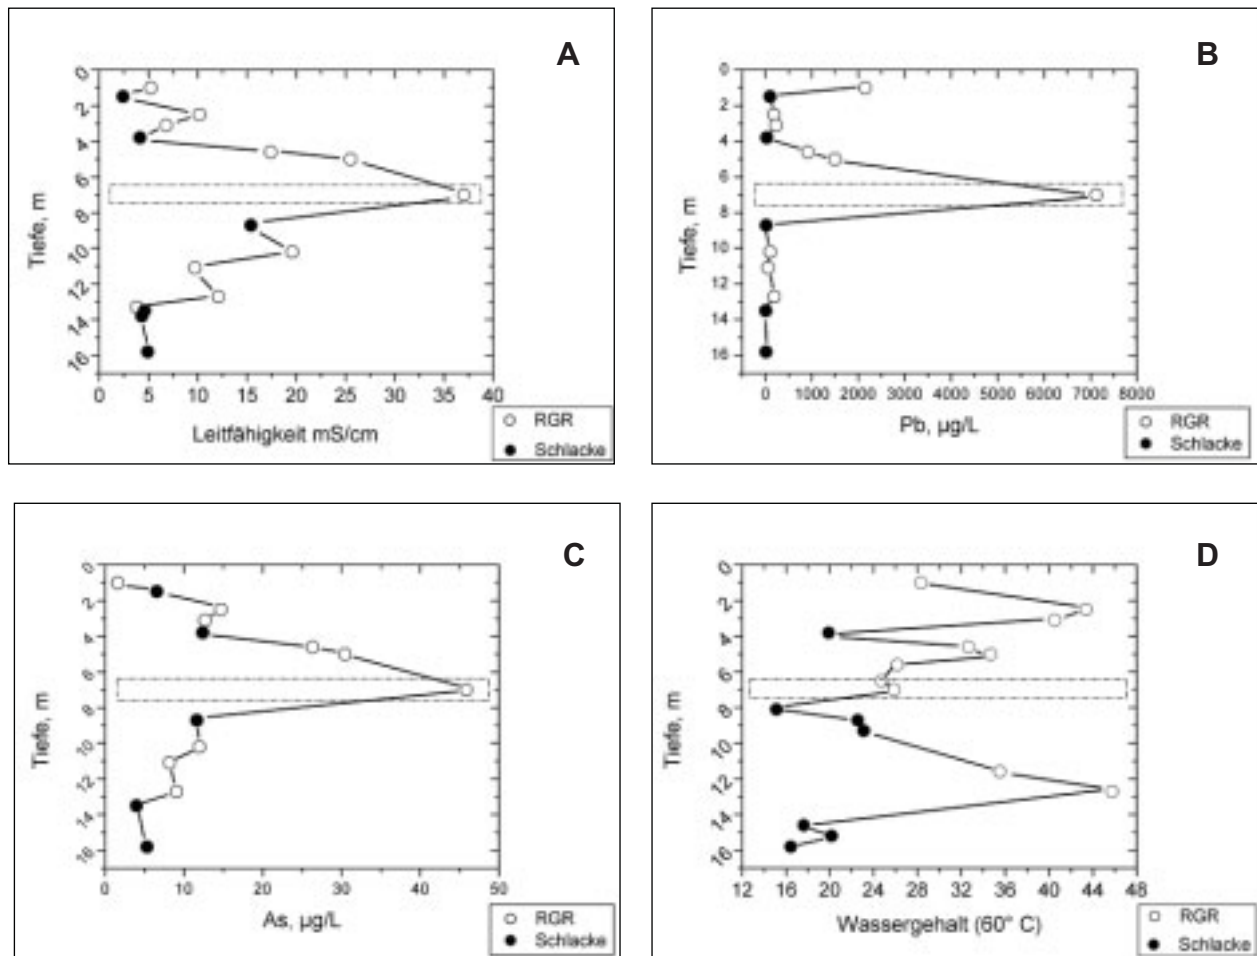 A
0
2
4
6
8
10
12
14
16
Tiefe, m
0 5 10 15 20 25 30 35 40
Leitfähigkeit mS/cm
RGR
Schlacke
B
0
2
4
6
8
10
12
14
16
Tiefe, m
0 1000 2000 3000 4000 5000 6000 7000 8000
Pb, µg/L
RGR
Schlacke
C
0
2
4
6
8
10
12
14
16
Tiefe, m
0 10 20 30 40 50
As, µg/L
RGR
Schlacke
D
0
2
4
6
8
10
12
14
16
Tiefe, m
12 16 20 24 28 32 36 40 44 48
Wassergehalt (60° C)
RGR
Schlacke